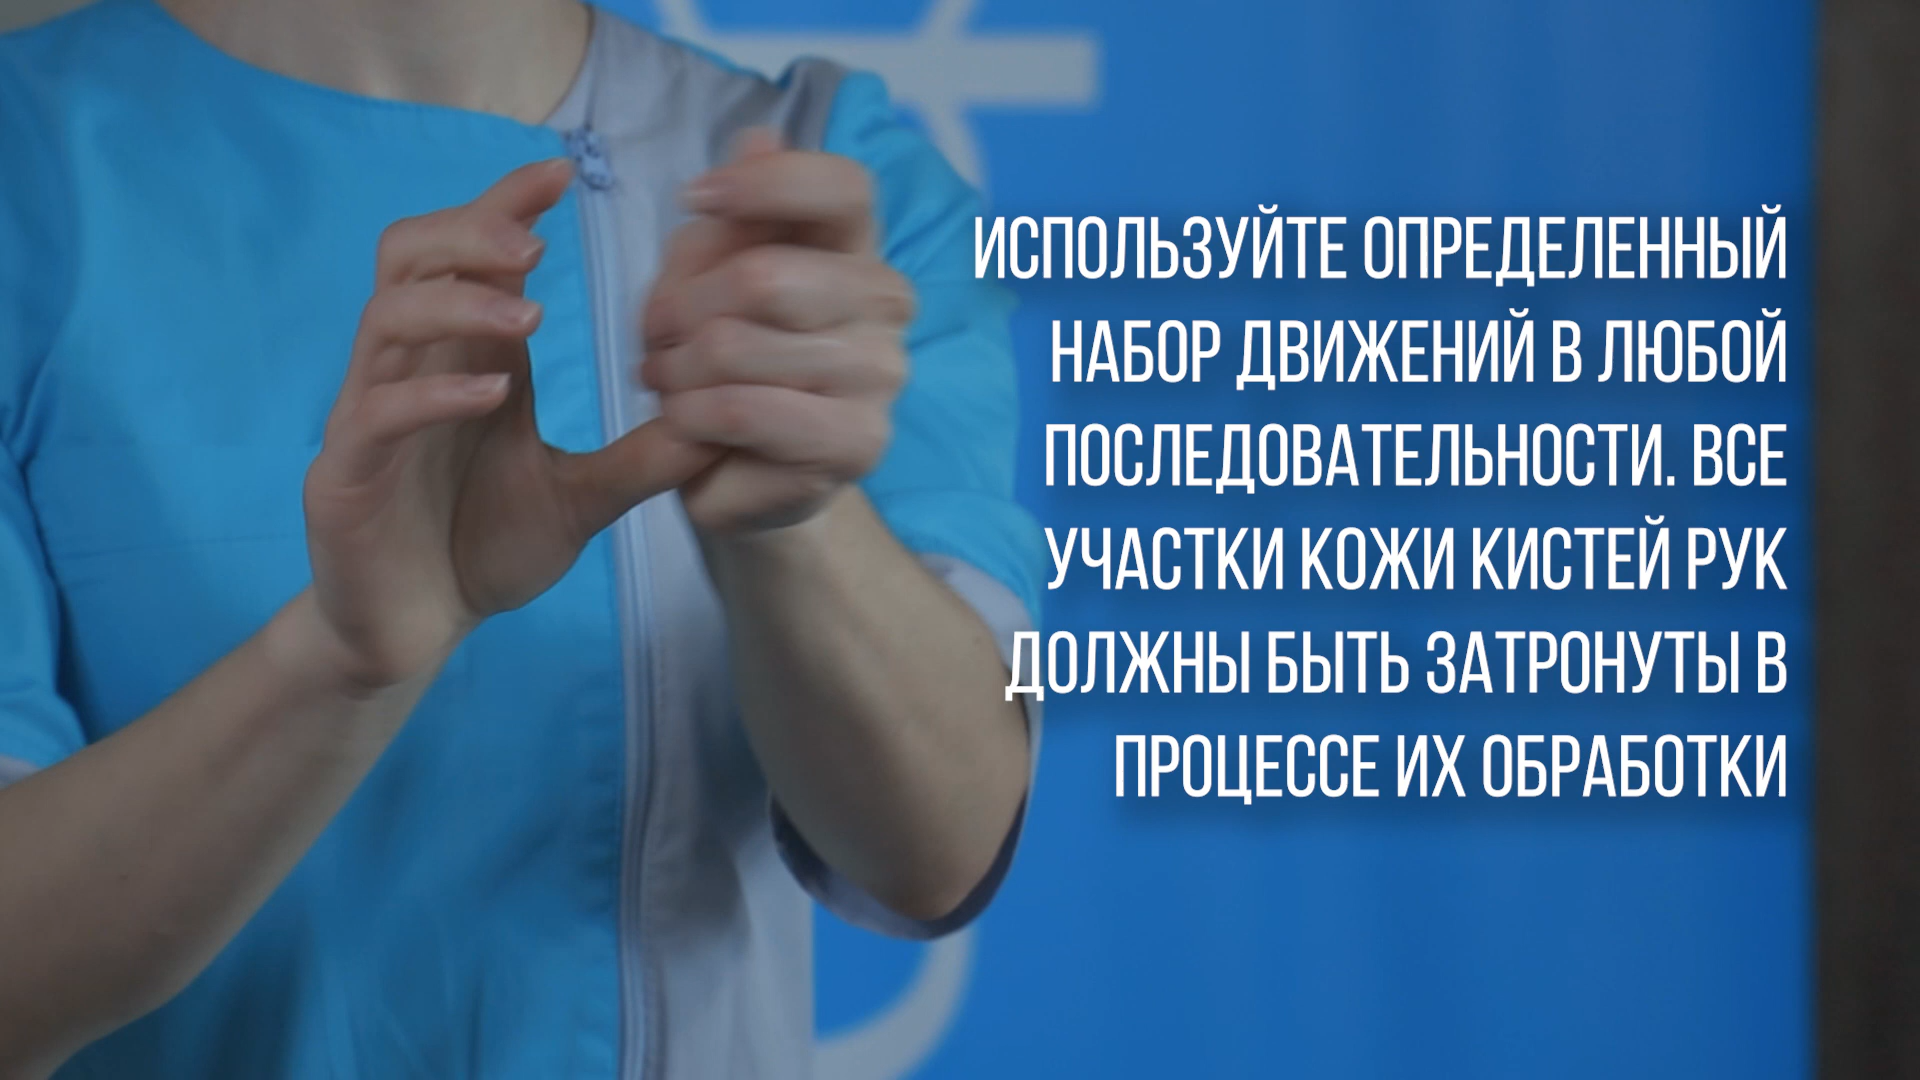 ИСПОЛЬЗУЙТЕ ОПРЕДЕЛЕННЫЙ
НАБОР ДВИЖЕНИЙ В ЛЮБОЙ
ПОСЛЕДОВАТЕЛЬНОСТИ. ВСЕ
УЧАСТКИ КОЖИ КИСТЕЙ РУК
ДОЛЖНЫ БЫТЬ ЗАТРОНУТЫ В
ПРОЦЕССЕ ИХ ОБРАБОТКИ